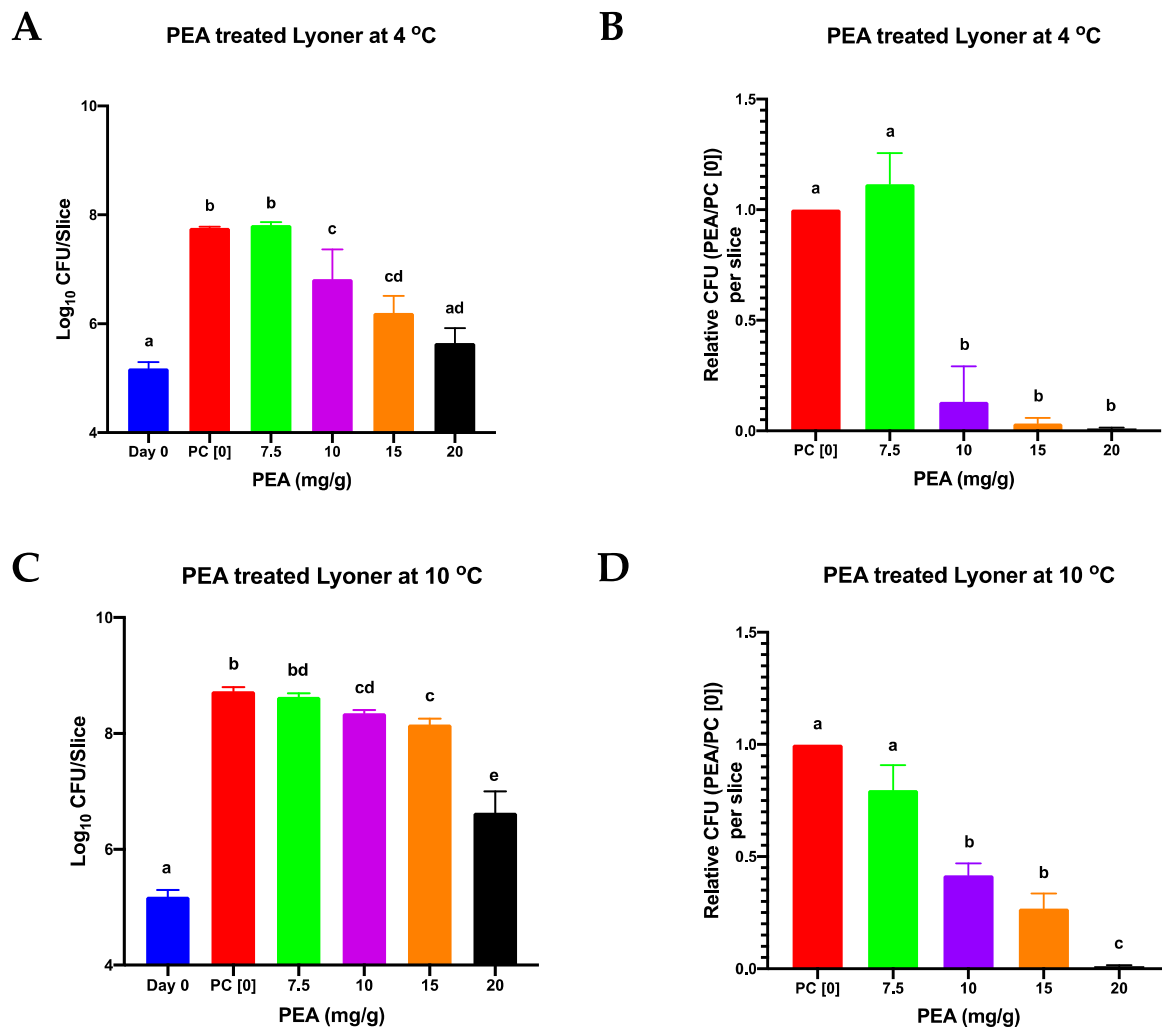 A
PEA treated Lyoner at 4 °C
Log₁₀ CFU/Slice
10
8
6
4
a
b
b
c
cd
ad
Day 0 PC [0] 7.5 10 15 20
PEA (mg/g)
B
PEA treated Lyoner at 4 °C
Relative CFU (PEA/PC [0])
per slice
1.5
1.0
0.5
0.0
a
a
b
b
b
PC [0] 7.5 10 15 20
PEA (mg/g)
C
PEA treated Lyoner at 10 °C
Log₁₀ CFU/Slice
10
8
6
4
a
b
bd
cd
c
e
Day 0 PC [0] 7.5 10 15 20
PEA (mg/g)
D
PEA treated Lyoner at 10 °C
Relative CFU (PEA/PC [0])
per slice
1.5
1.0
0.5
0.0
a
a
b
b
c
PC [0] 7.5 10 15 20
PEA (mg/g)